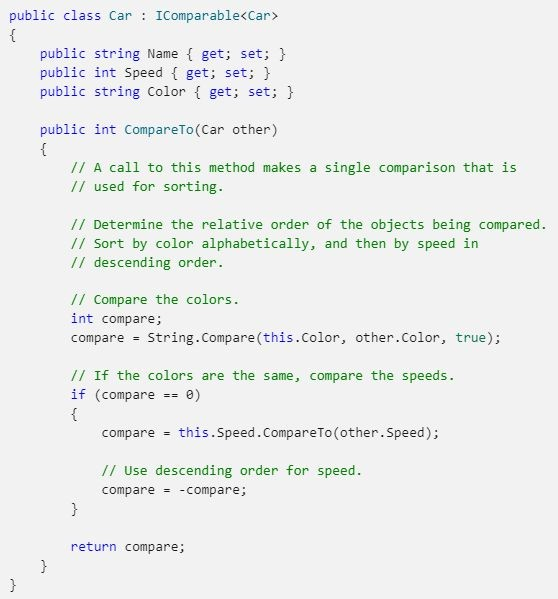 public class Car : IComparable<Car>
{
    public string Name { get; set; }
    public int Speed { get; set; }
    public string Color { get; set; }

    public int CompareTo(Car other)
    {
        // A call to this method makes a single comparison that is
        // used for sorting.

        // Determine the relative order of the objects being compared.
        // Sort by color alphabetically, and then by speed in
        // descending order.

        // Compare the colors.
        int compare;
        compare = String.Compare(this.Color, other.Color, true);

        // If the colors are the same, compare the speeds.
        if (compare == 0)
        {
            compare = this.Speed.CompareTo(other.Speed);

            // Use descending order for speed.
            compare = -compare;
        }

        return compare;
    }
}